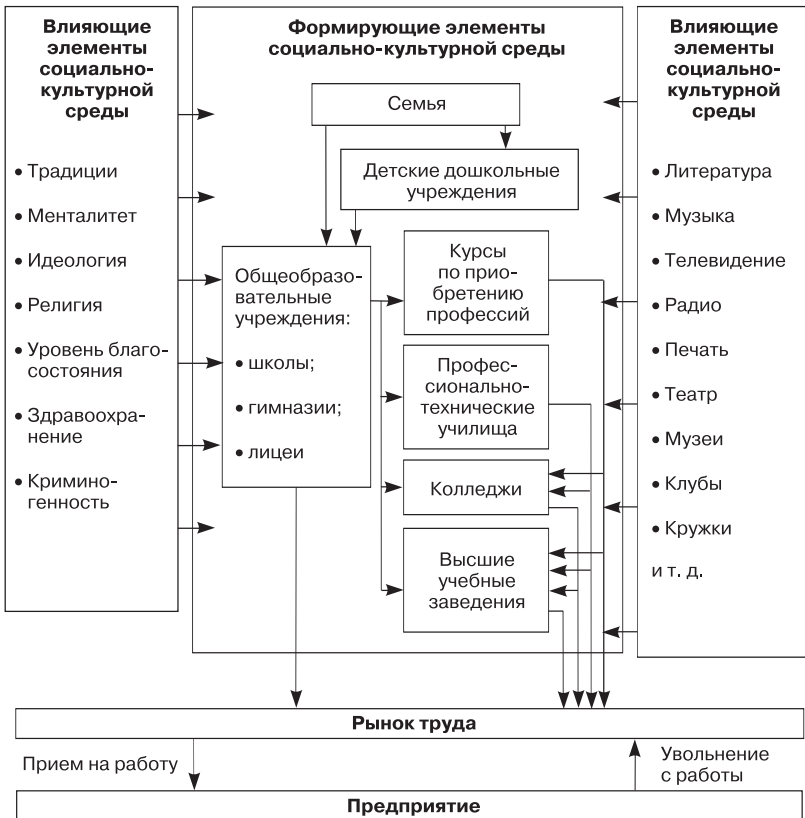 Влияющие
элементы
социально-
культурной
среды
• Традиции
• Менталитет
• Идеология
• Религия
• Уровень благо-
состояния
• Здравоохра-
нение
• Кримино-
генность
Формирующие элементы
социально-культурной среды
Семья
Детские дошкольные
учреждения
Общеобразо-
вательные
учреждения:
• школы;
• гимназии;
• лицеи
Курсы
по прио-
бретению
профессий
Профес-
сионально-
технические
училища
Колледжи
Высшие
учебные
заведения
Влияющие
элементы
социально-
культурной
среды
• Литература
• Музыка
• Телевидение
• Радио
• Печать
• Театр
• Музеи
• Клубы
• Кружки
и т. д.
Рынок труда
Прием на работу
Увольнение
с работы
Предприятие